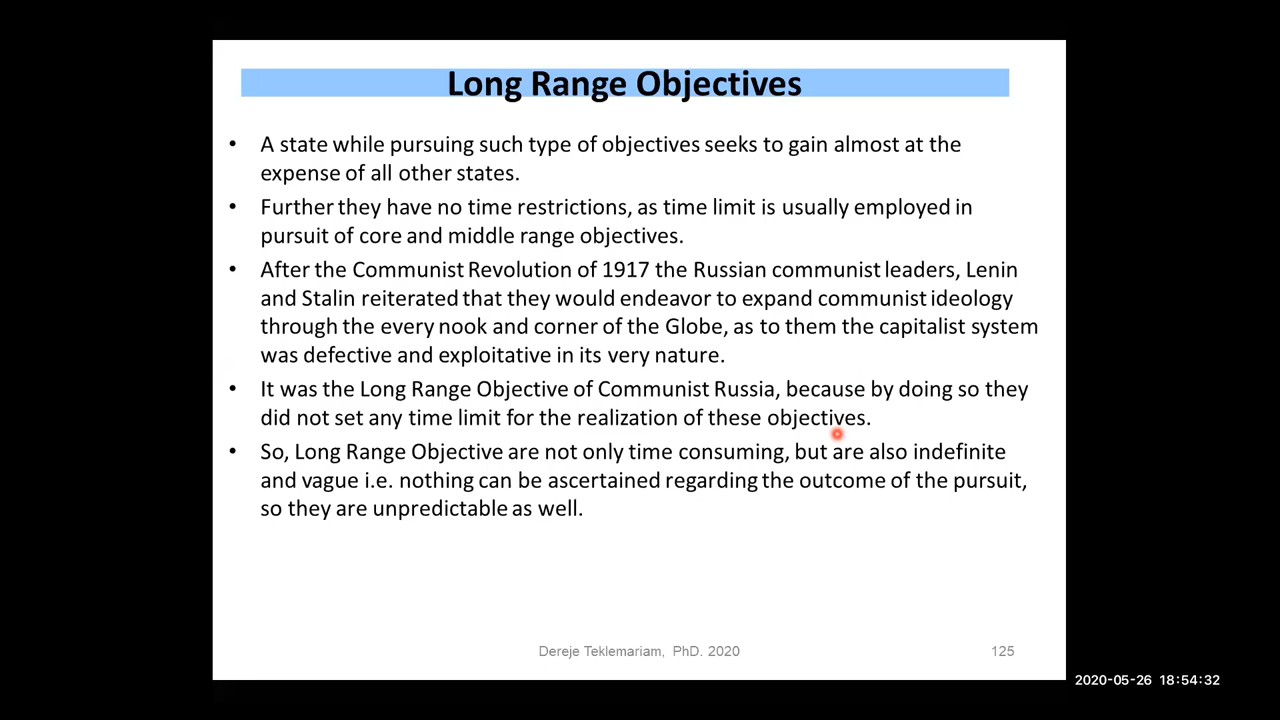 Long Range Objectives
• A state while pursuing such type of objectives seeks to gain almost at the
expense of all other states.
• Further they have no time restrictions, as time limit is usually employed in
pursuit of core and middle range objectives.
• After the Communist Revolution of 1917 the Russian communist leaders, Lenin
and Stalin reiterated that they would endeavor to expand communist ideology
through the every nook and corner of the Globe, as to them the capitalist system
was defective and exploitative in its very nature.
• It was the Long Range Objective of Communist Russia, because by doing so they
did not set any time limit for the realization of these objectives.
• So, Long Range Objective are not only time consuming, but are also indefinite
and vague i.e. nothing can be ascertained regarding the outcome of the pursuit,
so they are unpredictable as well.
Dereje Teklemariam, PhD. 2020
125
2020-05-26 18:54:32